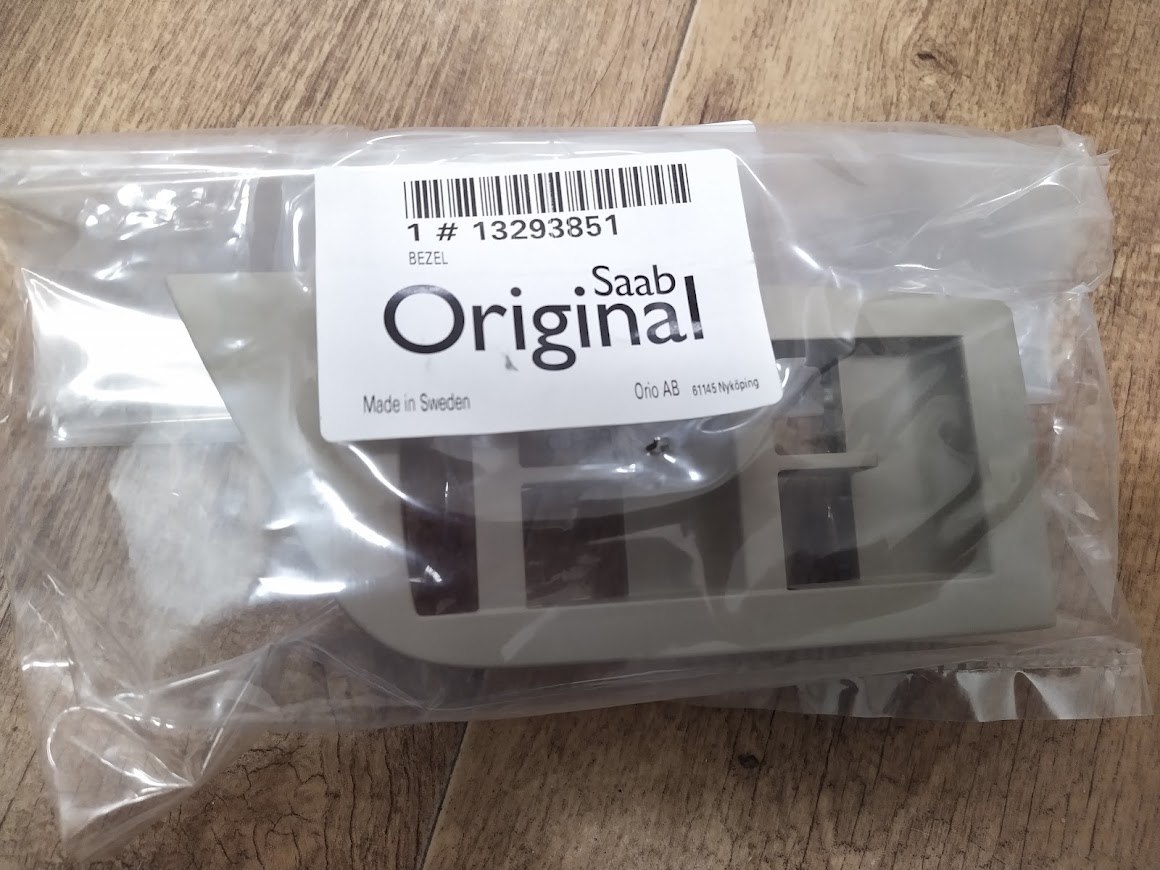 1 # 13293851
BEZEL
Saab
Original
Made in Sweden
Orio AB 61145 Nyköping